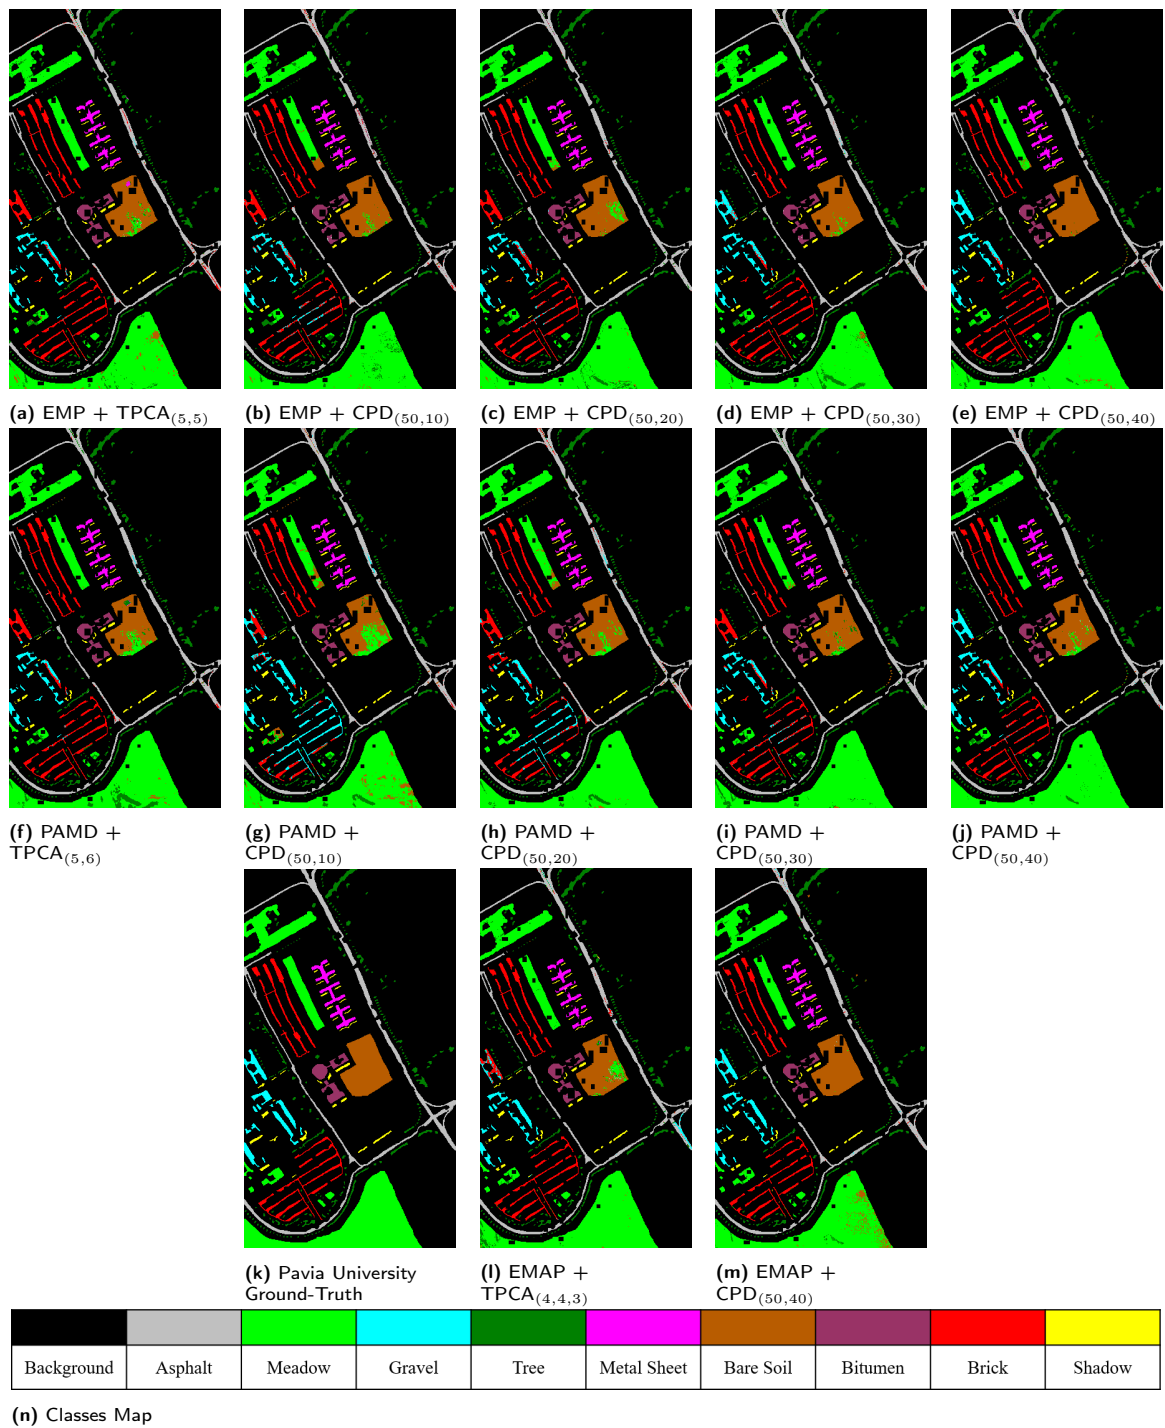 (a) EMP + TPCA(5,5)
(b) EMP + CPD(50,10)
(c) EMP + CPD(50,20)
(d) EMP + CPD(50,30)
(e) EMP + CPD(50,40)
(f) PAMD +
TPCA(5,6)
(g) PAMD +
CPD(50,10)
(h) PAMD +
CPD(50,20)
(i) PAMD +
CPD(50,30)
(j) PAMD +
CPD(50,40)
(k) Pavia University
Ground-Truth
(l) EMAP +
TPCA(4,4,3)
(m) EMAP +
CPD(50,40)
Background
Asphalt
Meadow
Gravel
Tree
Metal Sheet
Bare Soil
Bitumen
Brick
Shadow
(n) Classes Map